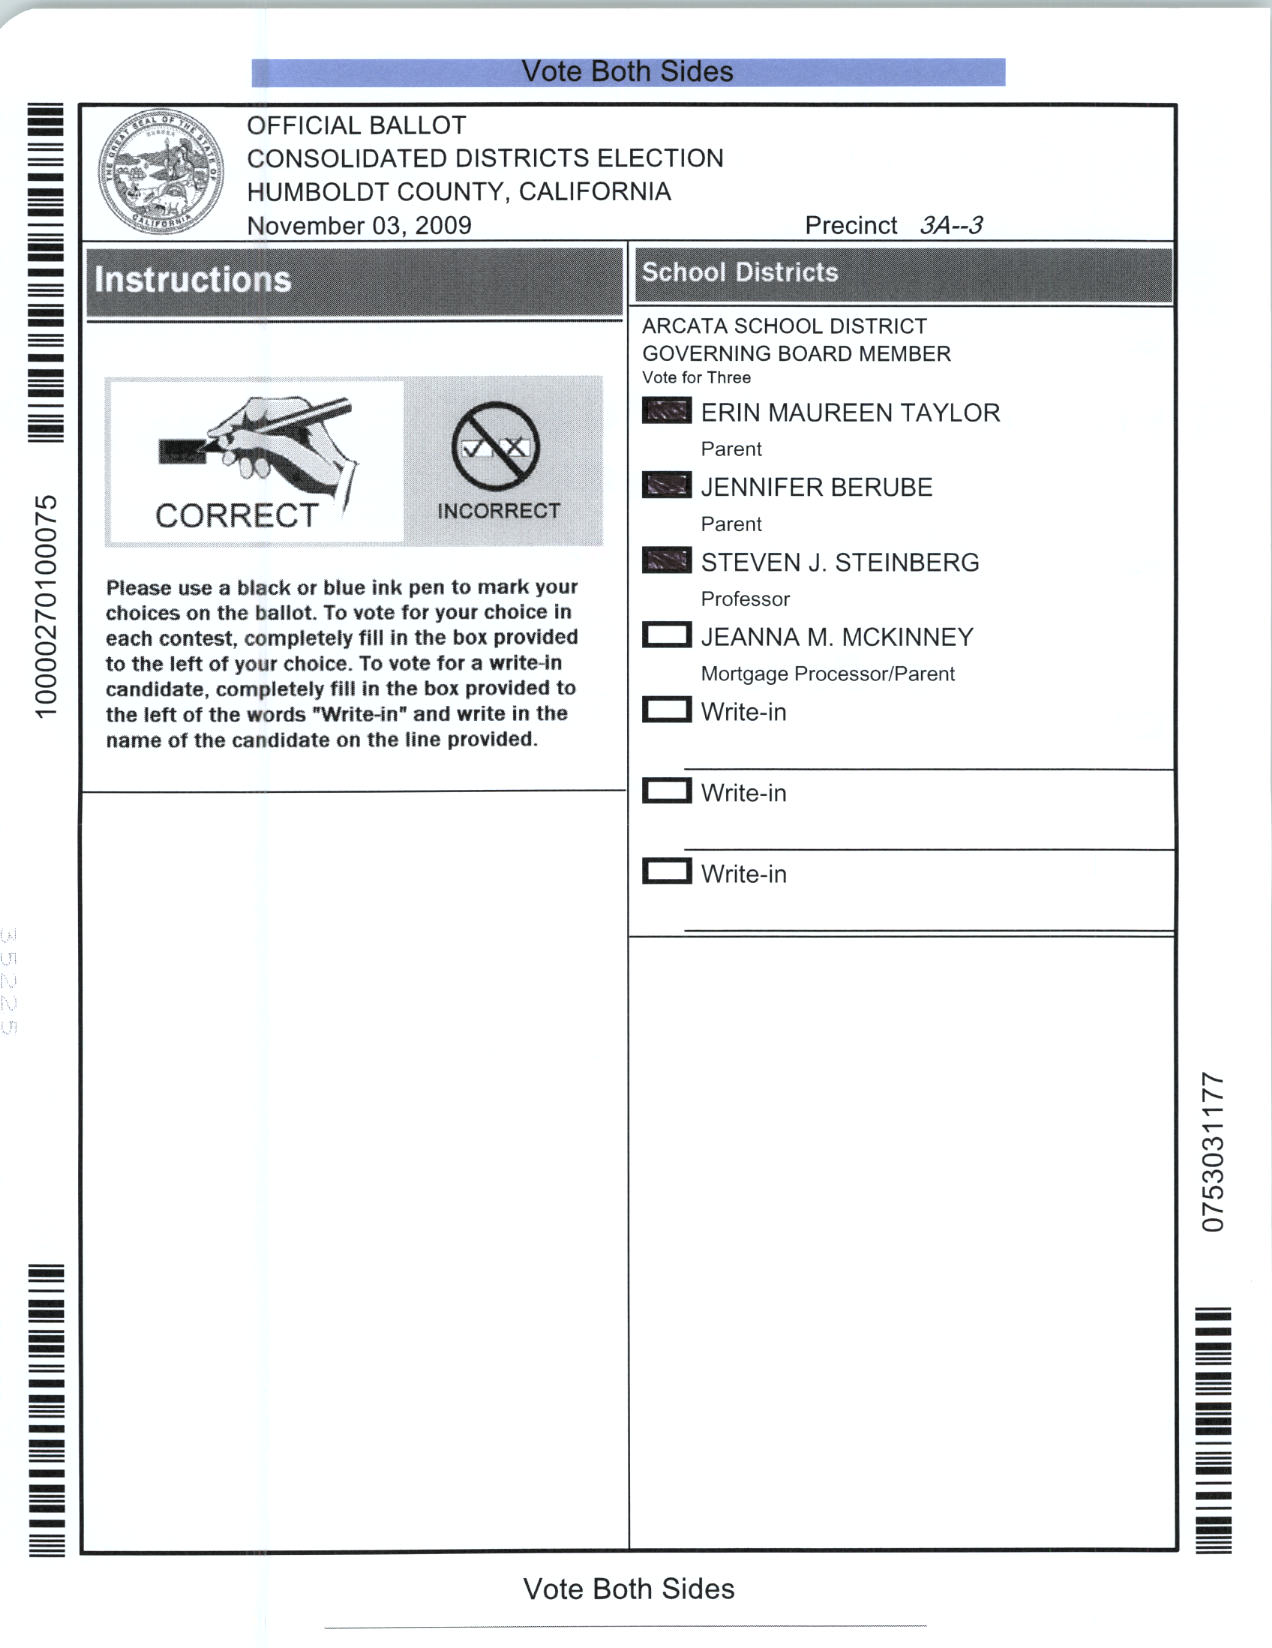 Vote Both Sides
OFFICIAL BALLOT
CONSOLIDATED DISTRICTS ELECTION
HUMBOLDT COUNTY, CALIFORNIA
November 03, 2009
Precinct 3A--3
THE GREAT SEAL OF THE STATE OF CALIFORNIA
EUREKA
Instructions
CORRECT
INCORRECT
Please use a black or blue ink pen to mark your
choices on the ballot. To vote for your choice in
each contest, completely fill in the box provided
to the left of your choice. To vote for a write-in
candidate, completely fill in the box provided to
the left of the words "Write-in" and write in the
name of the candidate on the line provided.
School Districts
ARCATA SCHOOL DISTRICT
GOVERNING BOARD MEMBER
Vote for Three
ERIN MAUREEN TAYLOR
Parent
JENNIFER BERUBE
Parent
STEVEN J. STEINBERG
Professor
JEANNA M. MCKINNEY
Mortgage Processor/Parent
Write-in
Write-in
Write-in
10000270100075
35225
0753031177
Vote Both Sides